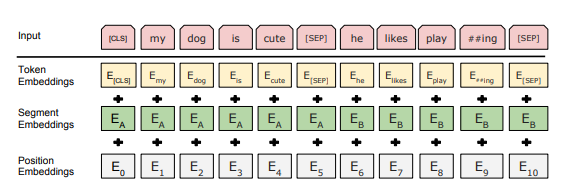 Input [CLS] my dog is cute [SEP] he likes play ##ing [SEP]
Token Embeddings E[CLS] Emy Edog Eis Ecute E[SEP] Ehe Elikes Eplay E##ing E[SEP]
Segment Embeddings EA EA EA EA EA EA EB EB EB EB EB
Position Embeddings E0 E1 E2 E3 E4 E5 E6 E7 E8 E9 E10